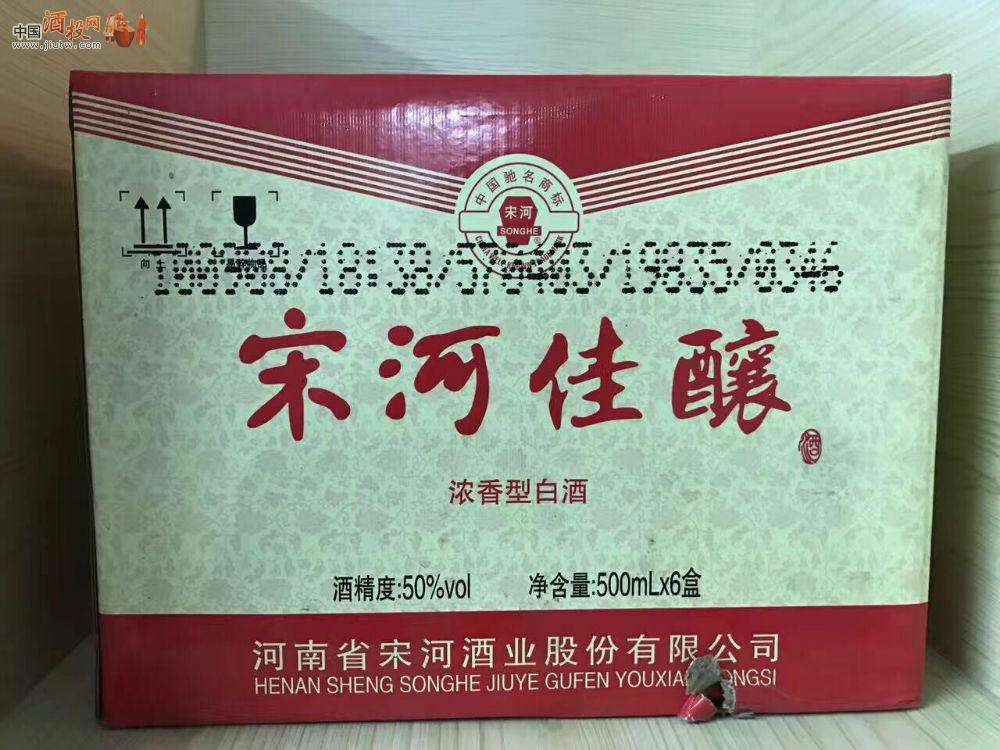 中国酒投网
www.jiutw.com
中国驰名商标
宋河
SONGHE
宋河佳酿
酒
浓香型白酒
酒精度:50%vol 净含量:500mLx6盒
河南省宋河酒业股份有限公司
HENAN SHENG SONGHE JIUYE GUFEN